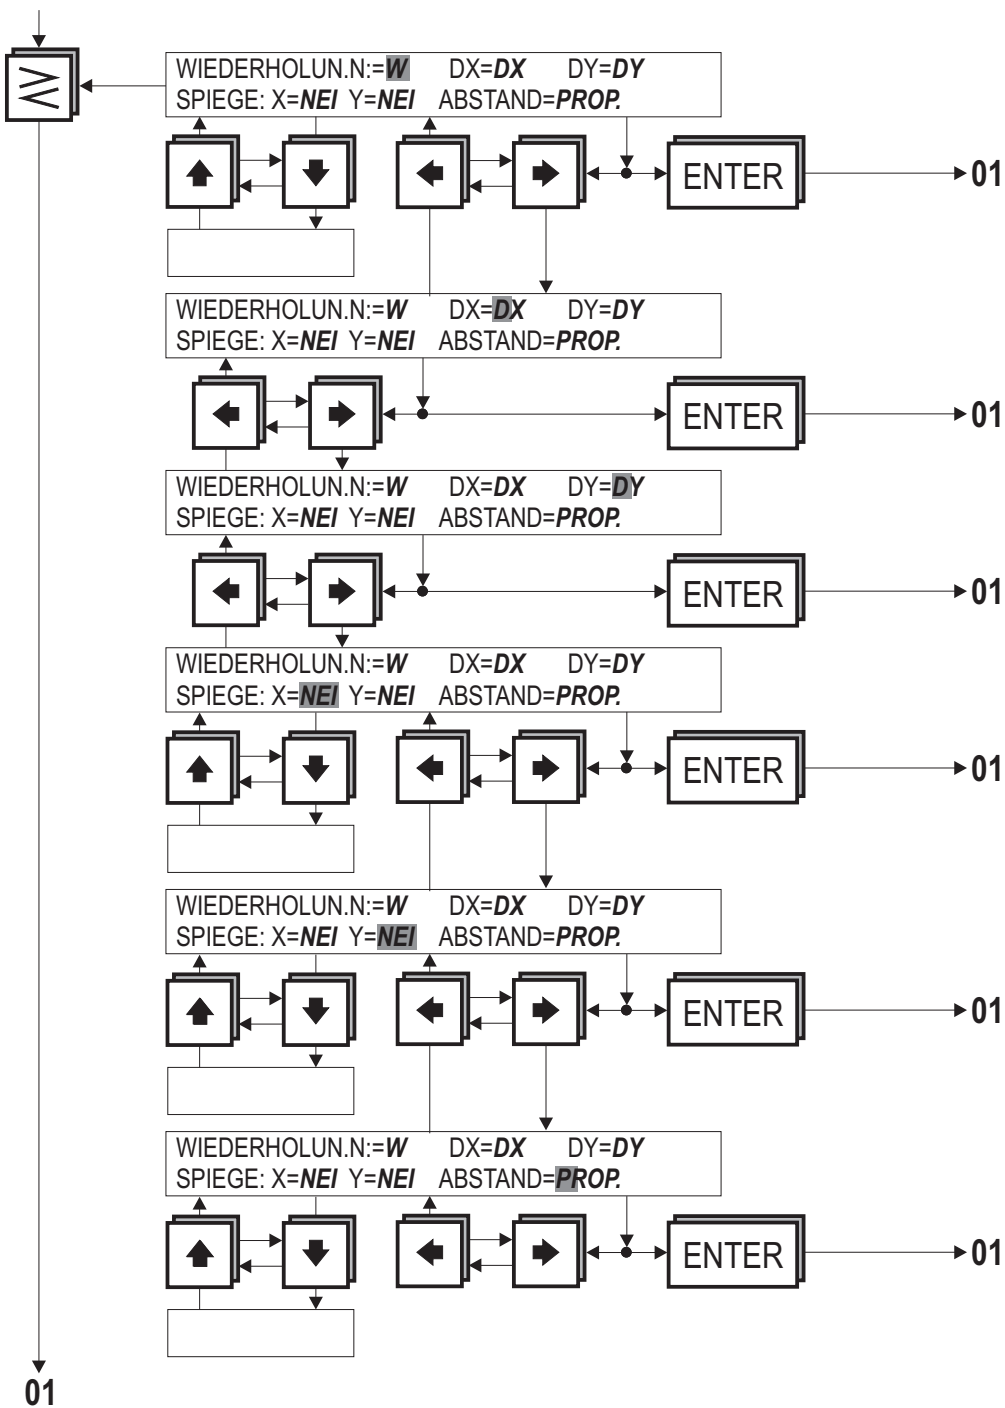 WIEDERHOLUN.N:=W DX=DX DY=DY
SPIEGE: X=NEI Y=NEI ABSTAND=PROP.
ENTER
01
WIEDERHOLUN.N:=W DX=DX DY=DY
SPIEGE: X=NEI Y=NEI ABSTAND=PROP.
ENTER
01
WIEDERHOLUN.N:=W DX=DX DY=DY
SPIEGE: X=NEI Y=NEI ABSTAND=PROP.
ENTER
01
WIEDERHOLUN.N:=W DX=DX DY=DY
SPIEGE: X=NEI Y=NEI ABSTAND=PROP.
ENTER
01
WIEDERHOLUN.N:=W DX=DX DY=DY
SPIEGE: X=NEI Y=NEI ABSTAND=PROP.
ENTER
01
WIEDERHOLUN.N:=W DX=DX DY=DY
SPIEGE: X=NEI Y=NEI ABSTAND=PROP.
ENTER
01
01